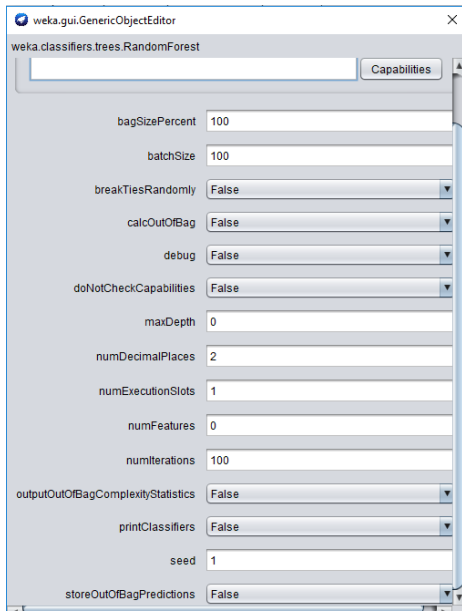 weka.gui.GenericObjectEditor
weka.classifiers.trees.RandomForest
Capabilities
bagSizePercent 100
batchSize 100
breakTiesRandomly False
calcOutOfBag False
debug False
doNotCheckCapabilities False
maxDepth 0
numDecimalPlaces 2
numExecutionSlots 1
numFeatures 0
numIterations 100
outputOutOfBagComplexityStatistics False
printClassifiers False
seed 1
storeOutOfBagPredictions False